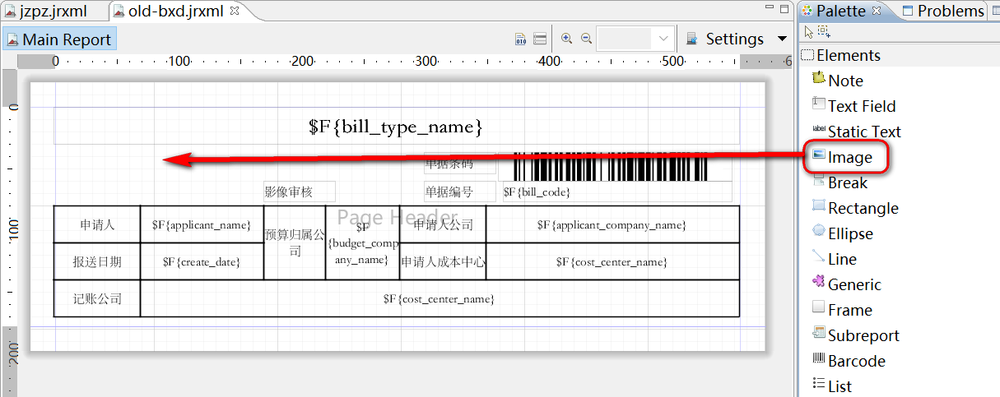 jzpz.jrxml
old-bxd.jrxml
Palette
Problems
Main Report
Settings
0 100 200 300 400 500 6
Elements
Note
Text Field
label Static Text
Image
Break
Rectangle
Ellipse
Line
Generic
Frame
Subreport
Barcode
List
0
100
200
$F{bill_type_name}
单据条码
影像审核
单据编号
$F{bill_code}
Page Header
申请人
$F{applicant_name}
预算归属公
司
$F
{budget_comp
any_name}
申请人公司
$F{applicant_company_name}
报送日期
$F{create_date}
申请人成本中心
$F{cost_center_name}
记账公司
$F{cost_center_name}